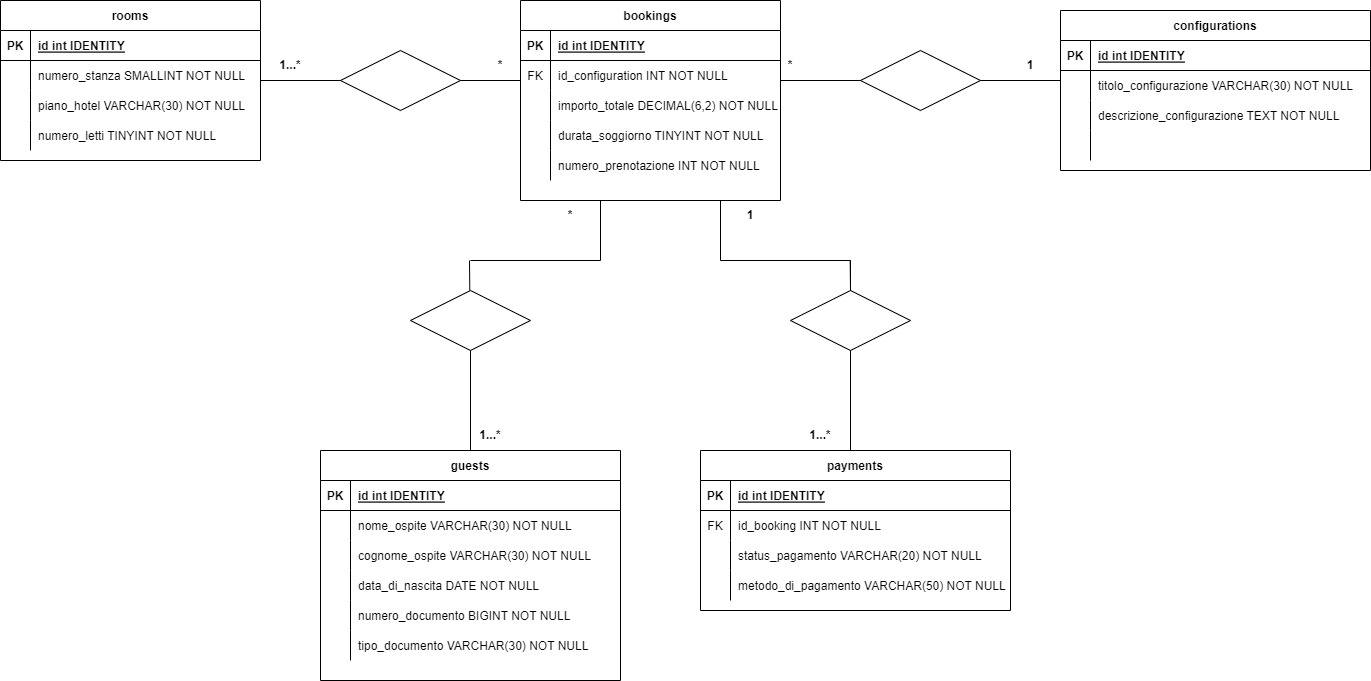 rooms
PK id int IDENTITY
numero_stanza SMALLINT NOT NULL
piano_hotel VARCHAR(30) NOT NULL
numero_letti TINYINT NOT NULL
1...*
*
bookings
PK id int IDENTITY
FK id_configuration INT NOT NULL
importo_totale DECIMAL(6,2) NOT NULL
durata_soggiorno TINYINT NOT NULL
numero_prenotazione INT NOT NULL
*
1
configurations
PK id int IDENTITY
titolo_configurazione VARCHAR(30) NOT NULL
descrizione_configurazione TEXT NOT NULL
*
1
1...*
1...*
guests
PK id int IDENTITY
nome_ospite VARCHAR(30) NOT NULL
cognome_ospite VARCHAR(30) NOT NULL
data_di_nascita DATE NOT NULL
numero_documento BIGINT NOT NULL
tipo_documento VARCHAR(30) NOT NULL
payments
PK id int IDENTITY
FK id_booking INT NOT NULL
status_pagamento VARCHAR(20) NOT NULL
metodo_di_pagamento VARCHAR(50) NOT NULL